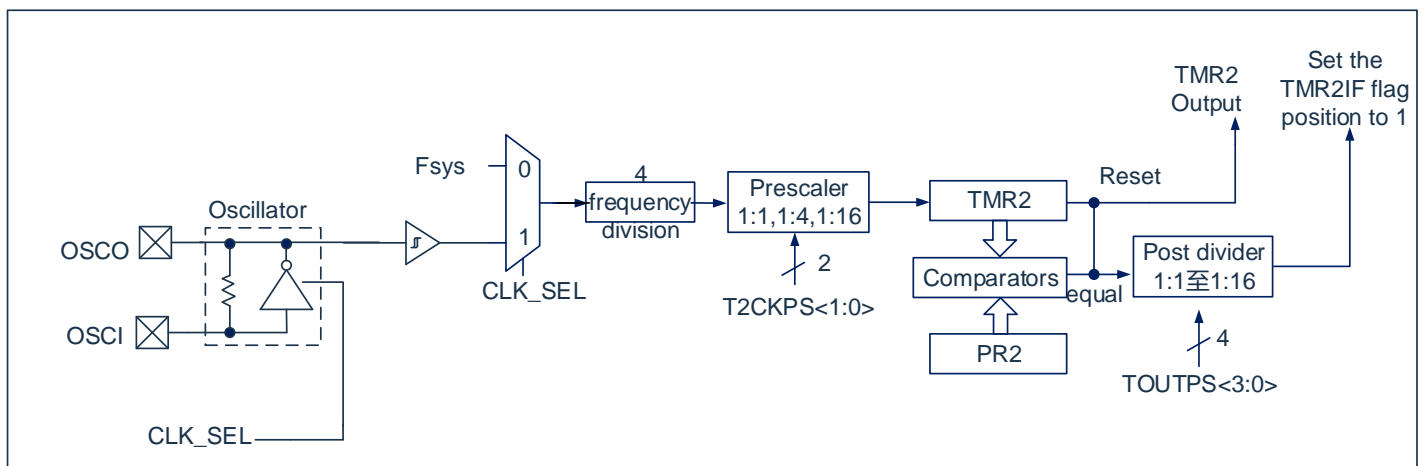 TMR2
Output
Set the
TMR2IF flag
position to 1
Fsys
0
1
CLK_SEL
4
frequency
division
Prescaler
1:1,1:4,1:16
2
T2CKPS<1:0>
TMR2
Reset
Comparators
equal
PR2
Post divider
1:1至1:16
4
TOUTPS<3:0>
Oscillator
OSCO
OSCI
CLK_SEL